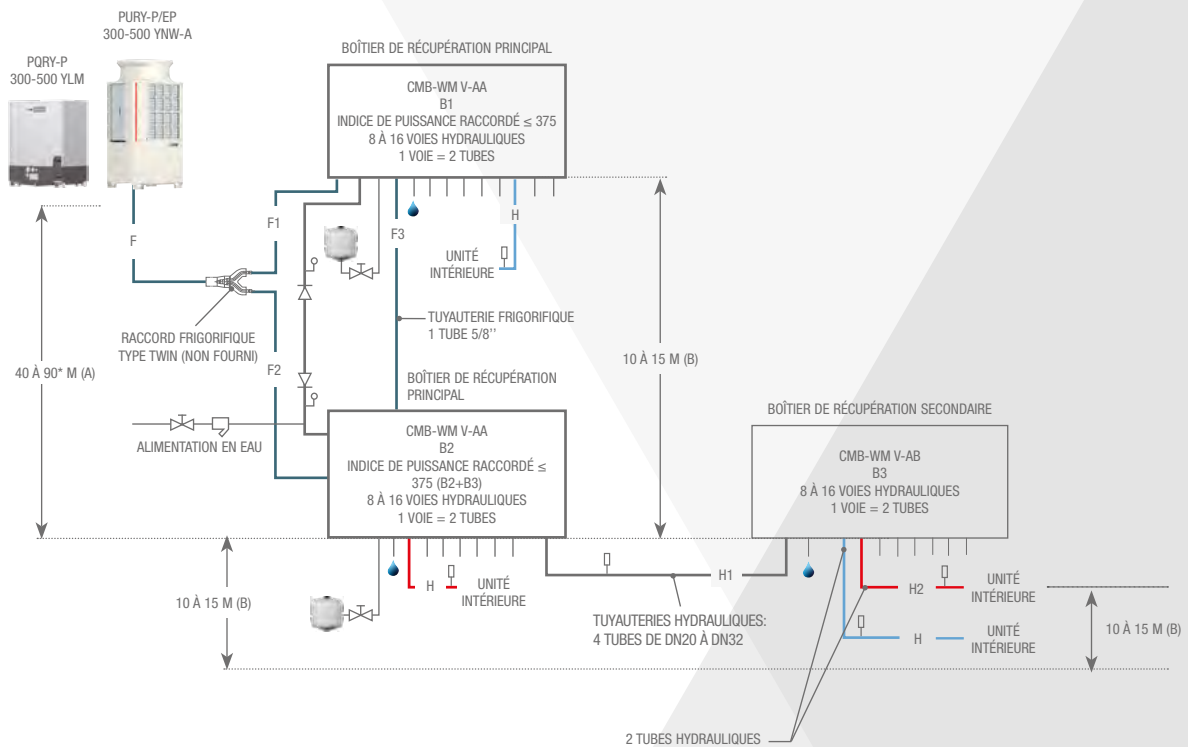 PURY-P/EP
300-500 YNW-A
PQRY-P
300-500 YLM
BOÎTIER DE RÉCUPÉRATION PRINCIPAL
CMB-WM V-AA
B1
INDICE DE PUISSANCE RACCORDÉ ≤ 375
8 À 16 VOIES HYDRAULIQUES
1 VOIE = 2 TUBES
F
F1
F3
H
UNITÉ
INTÉRIEURE
RACCORD FRIGORIFIQUE
TYPE TWIN (NON FOURNI)
TUYAUTERIE FRIGORIFIQUE
1 TUBE 5/8''
10 À 15 M (B)
40 À 90* M (A)
F2
BOÎTIER DE RÉCUPÉRATION
PRINCIPAL
BOÎTIER DE RÉCUPÉRATION SECONDAIRE
ALIMENTATION EN EAU
CMB-WM V-AA
B2
INDICE DE PUISSANCE RACCORDÉ ≤
375 (B2+B3)
8 À 16 VOIES HYDRAULIQUES
1 VOIE = 2 TUBES
CMB-WM V-AB
B3
8 À 16 VOIES HYDRAULIQUES
1 VOIE = 2 TUBES
10 À 15 M (B)
H
UNITÉ
INTÉRIEURE
H1
TUYAUTERIES HYDRAULIQUES:
4 TUBES DE DN20 À DN32
H2
UNITÉ
INTÉRIEURE
H
UNITÉ
INTÉRIEURE
10 À 15 M (B)
2 TUBES HYDRAULIQUES